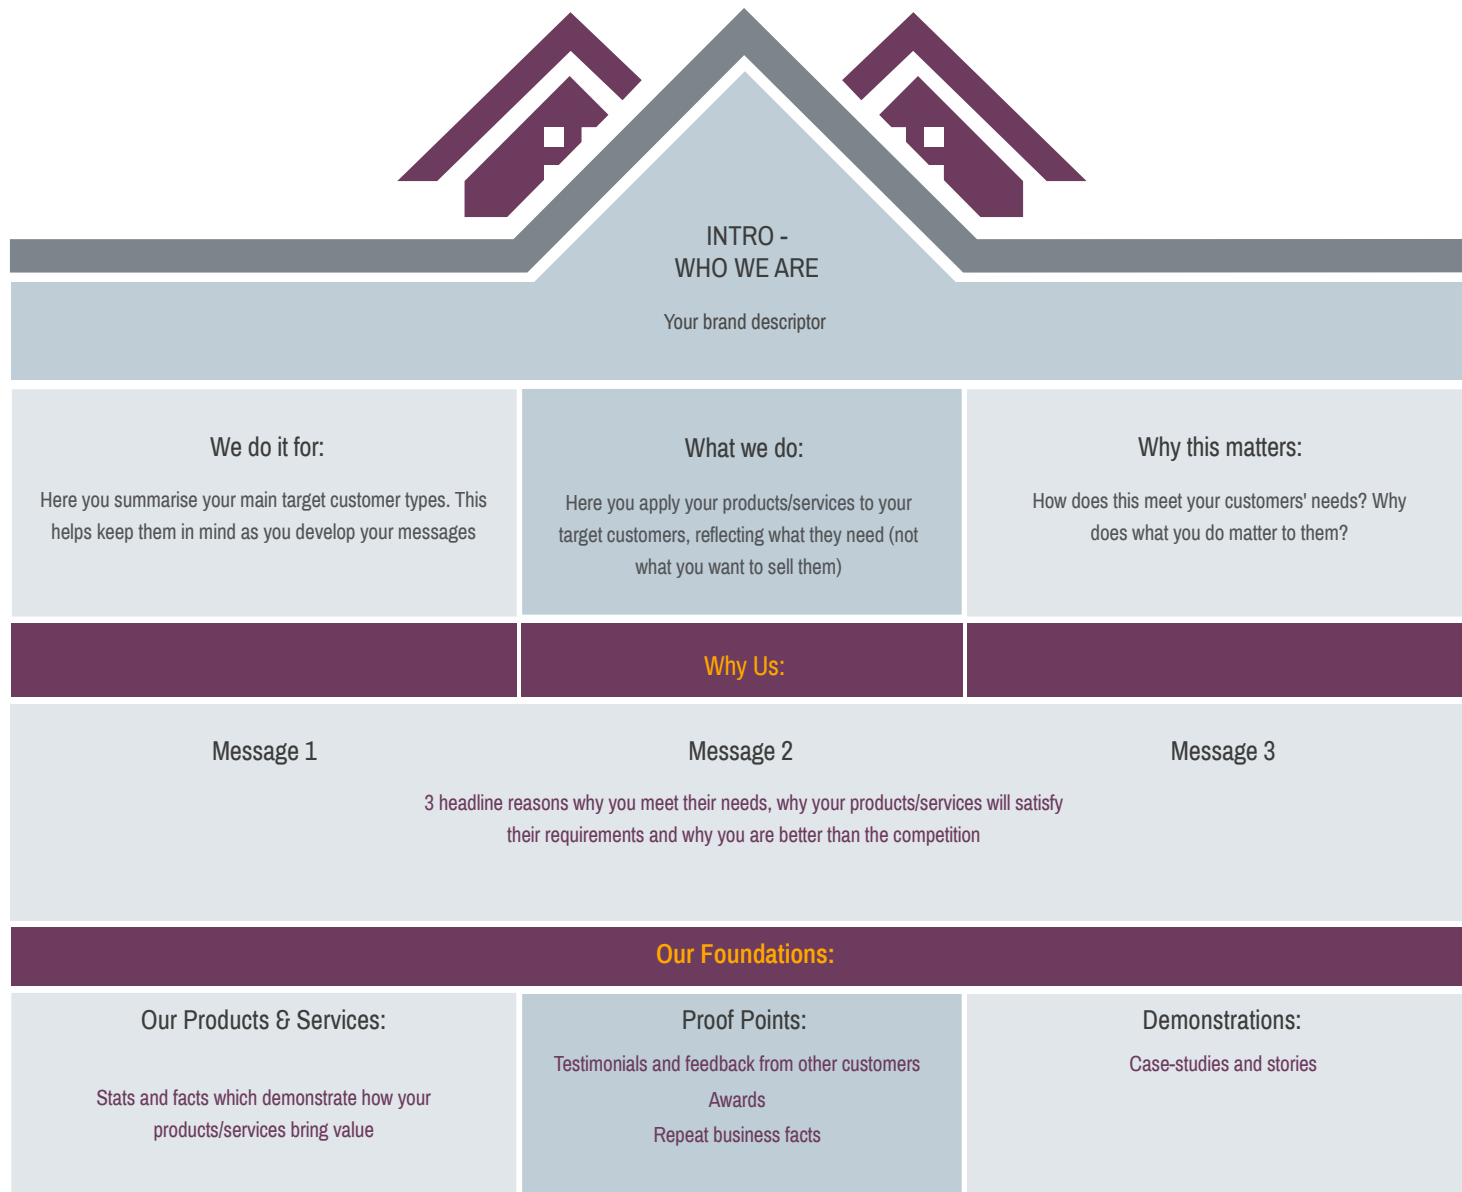 INTRO -
WHO WE ARE
Your brand descriptor
We do it for:
Here you summarise your main target customer types. This
helps keep them in mind as you develop your messages
What we do:
Here you apply your products/services to your
target customers, reflecting what they need (not
what you want to sell them)
Why this matters:
How does this meet your customers' needs? Why
does what you do matter to them?
Why Us:
Message 1
Message 2
Message 3
3 headline reasons why you meet their needs, why your products/services will satisfy
their requirements and why you are better than the competition
Our Foundations:
Our Products & Services:
Stats and facts which demonstrate how your
products/services bring value
Proof Points:
Testimonials and feedback from other customers
Awards
Repeat business facts
Demonstrations:
Case-studies and stories